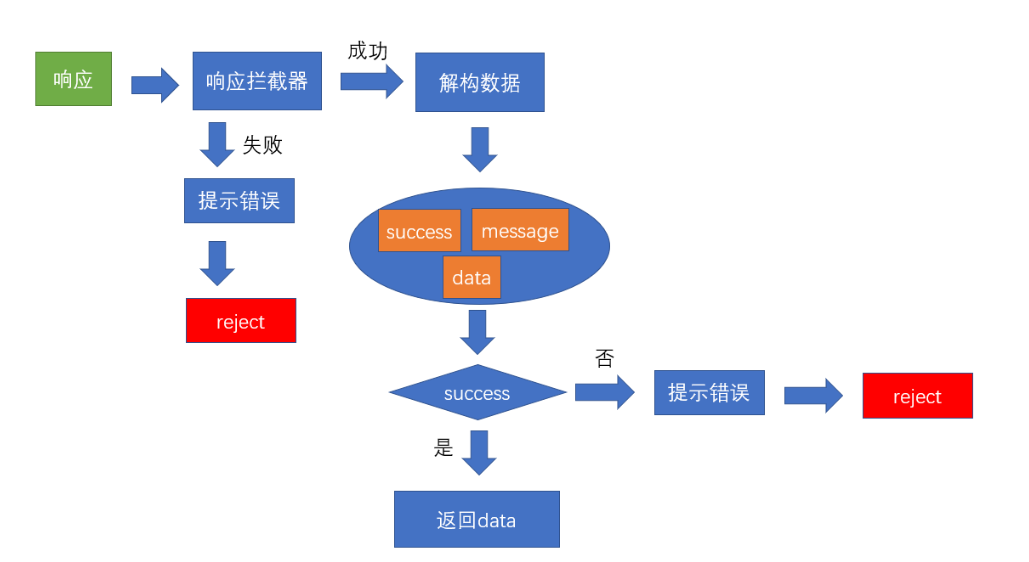 成功
响应
响应拦截器
解构数据
失败
提示错误
success
message
data
reject
否
success
提示错误
reject
是
返回data